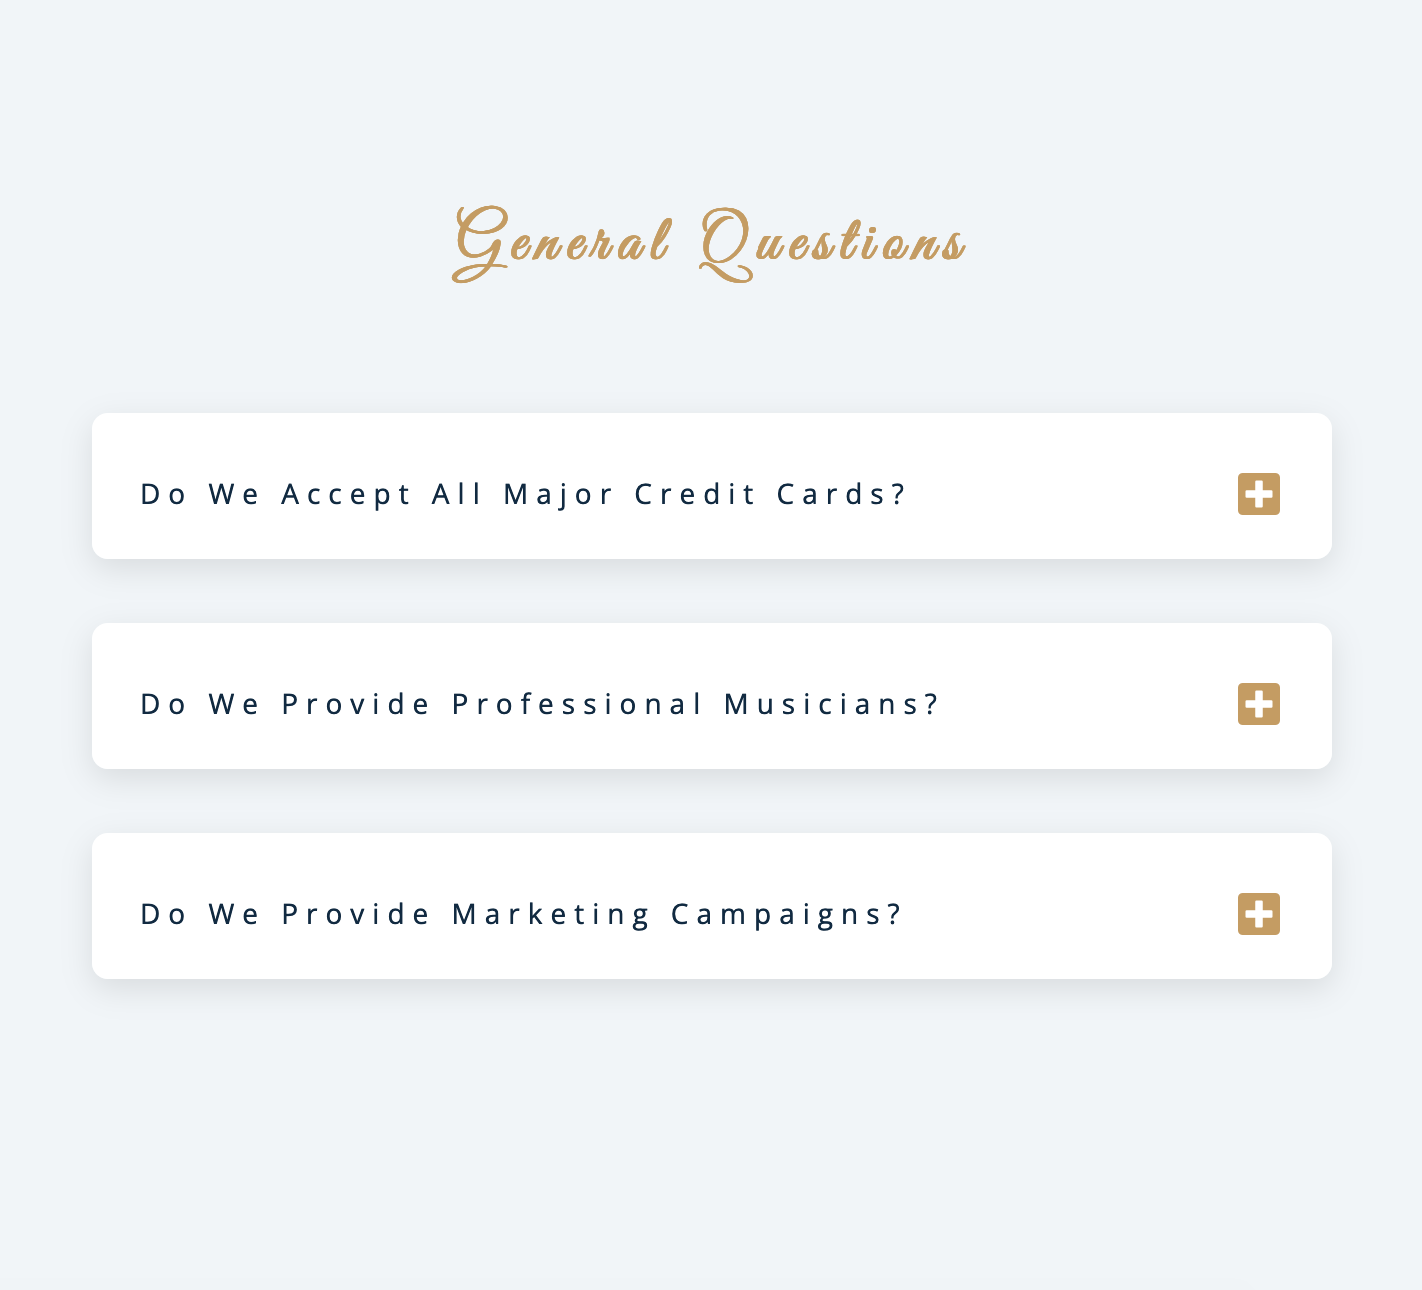 General Questions
Do We Accept All Major Credit Cards?
Do We Provide Professional Musicians?
Do We Provide Marketing Campaigns?